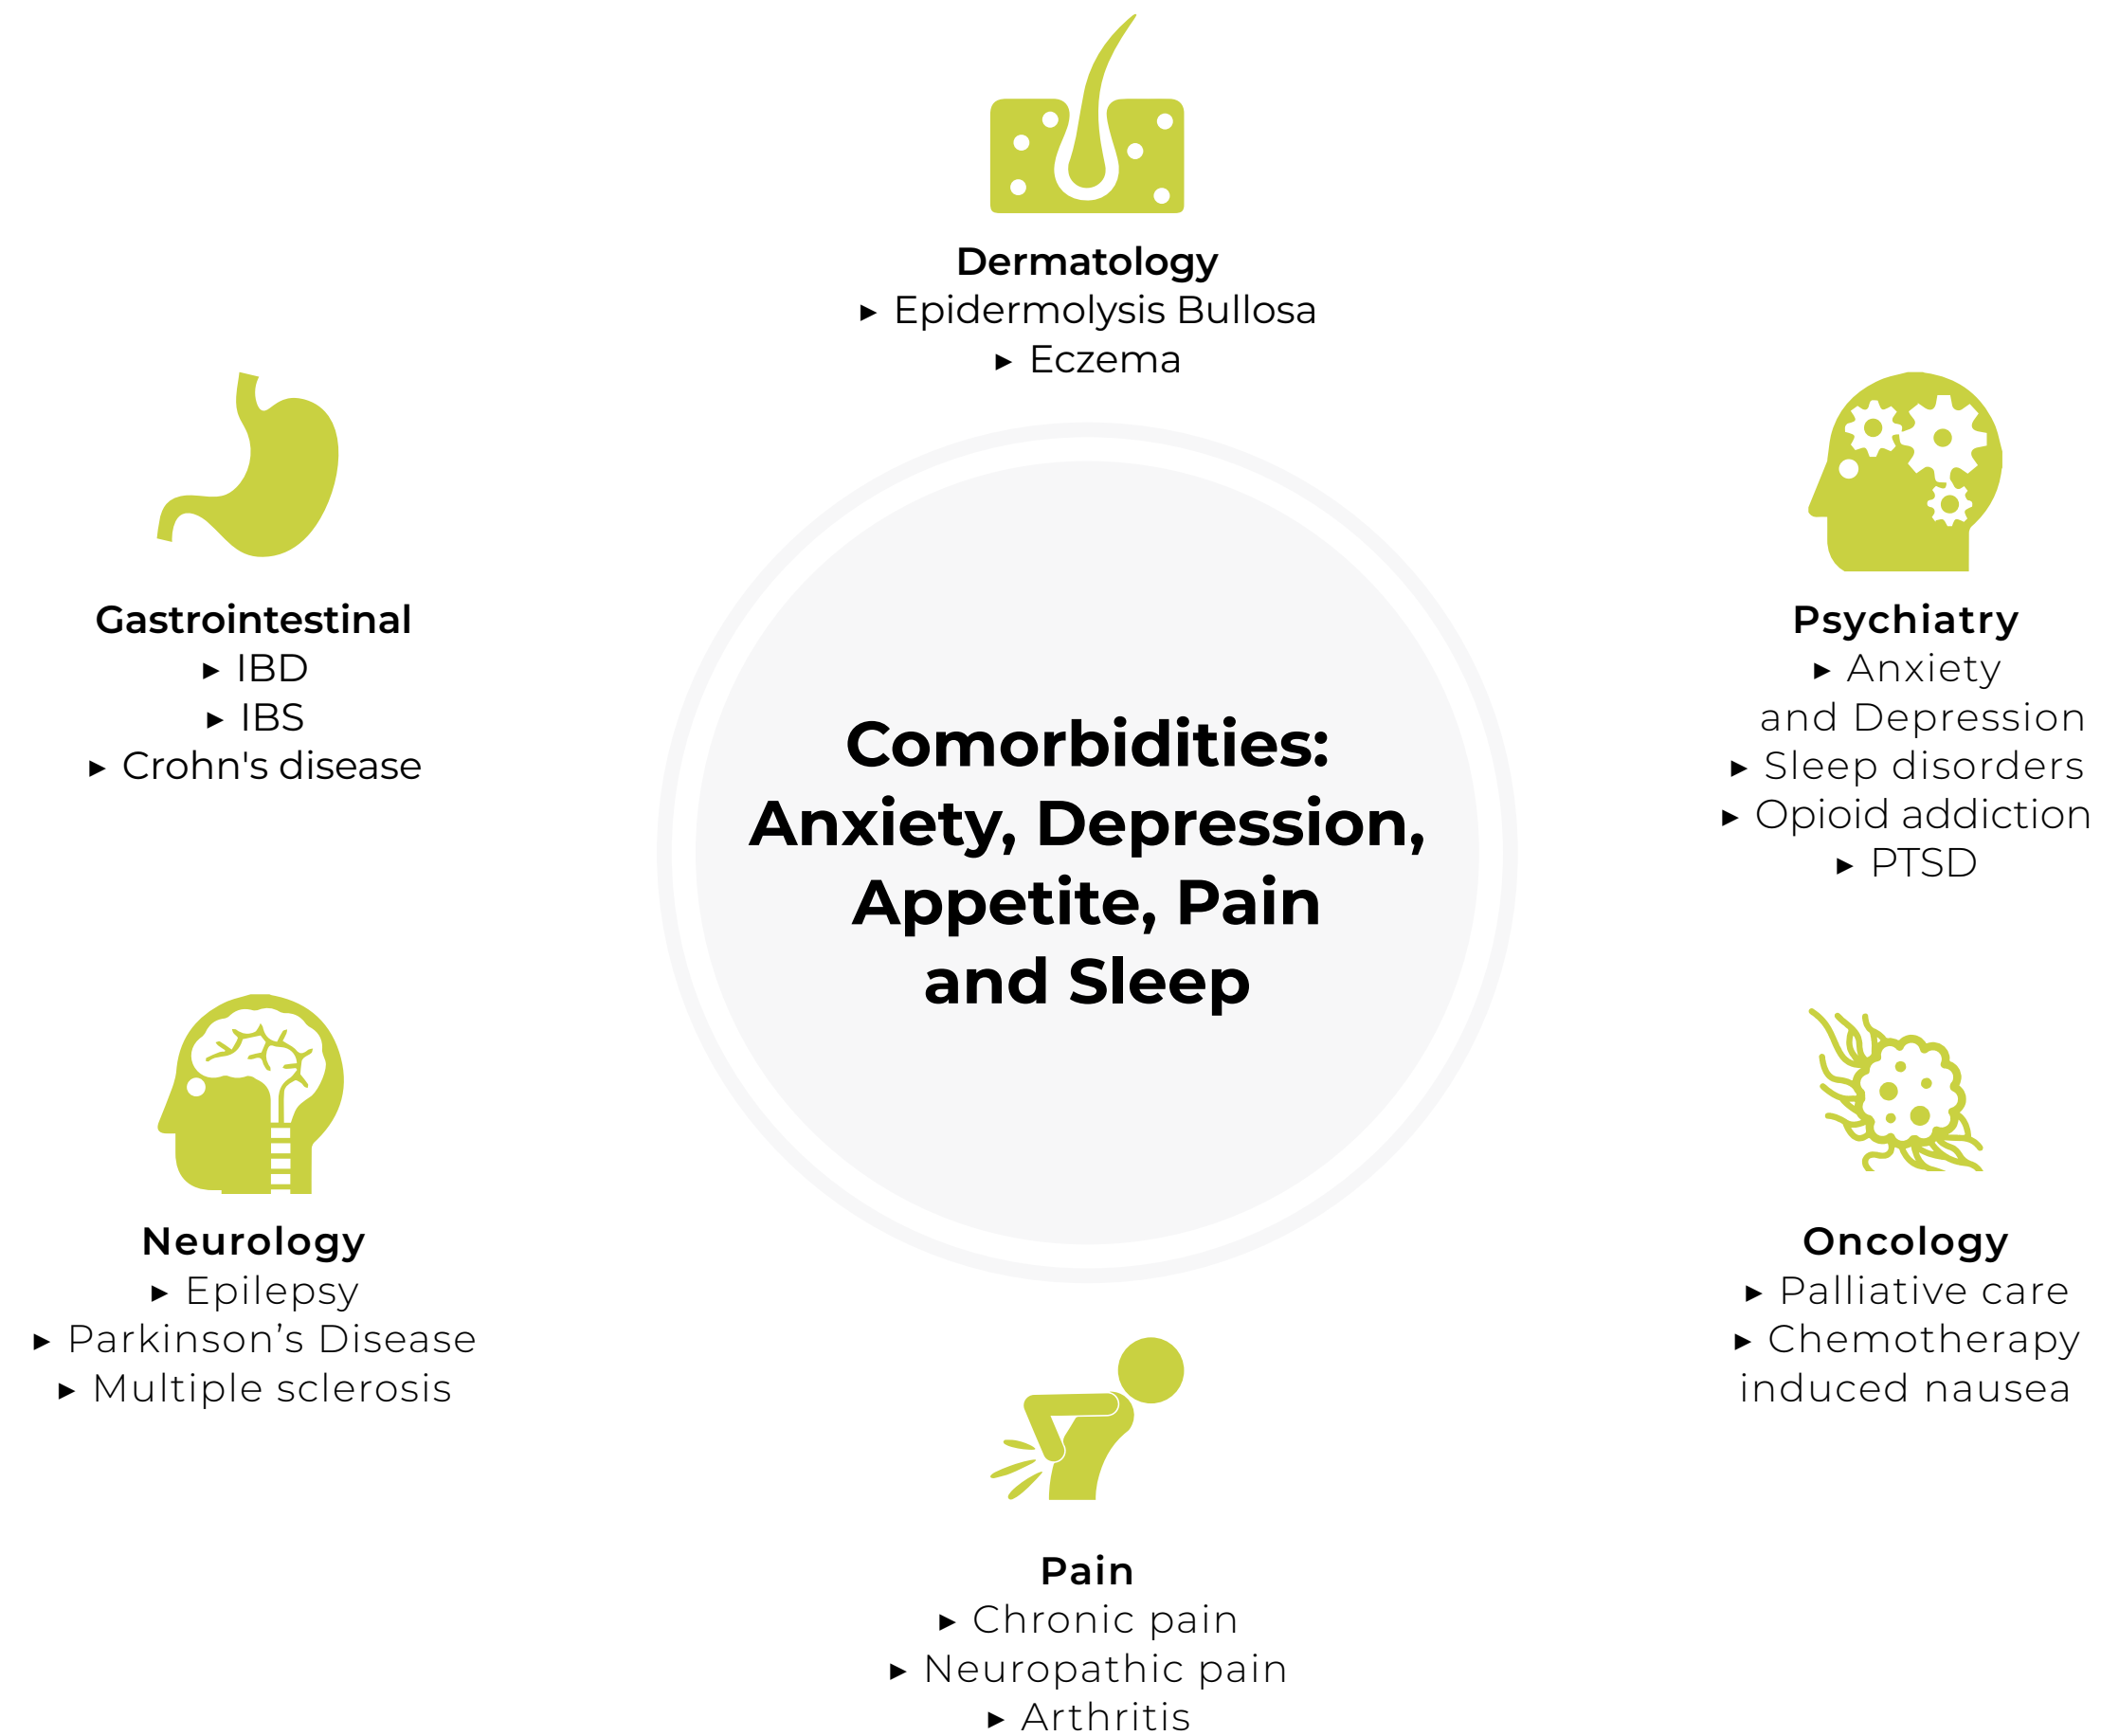 Dermatology
▸ Epidermolysis Bullosa
▸ Eczema
Gastrointestinal
▸ IBD
▸ IBS
▸ Crohn's disease
Psychiatry
▸ Anxiety
and Depression
▸ Sleep disorders
▸ Opioid addiction
▸ PTSD
Comorbidities:
Anxiety, Depression,
Appetite, Pain
and Sleep
Neurology
▸ Epilepsy
▸ Parkinson’s Disease
▸ Multiple sclerosis
Oncology
▸ Palliative care
▸ Chemotherapy
induced nausea
Pain
▸ Chronic pain
▸ Neuropathic pain
▸ Arthritis